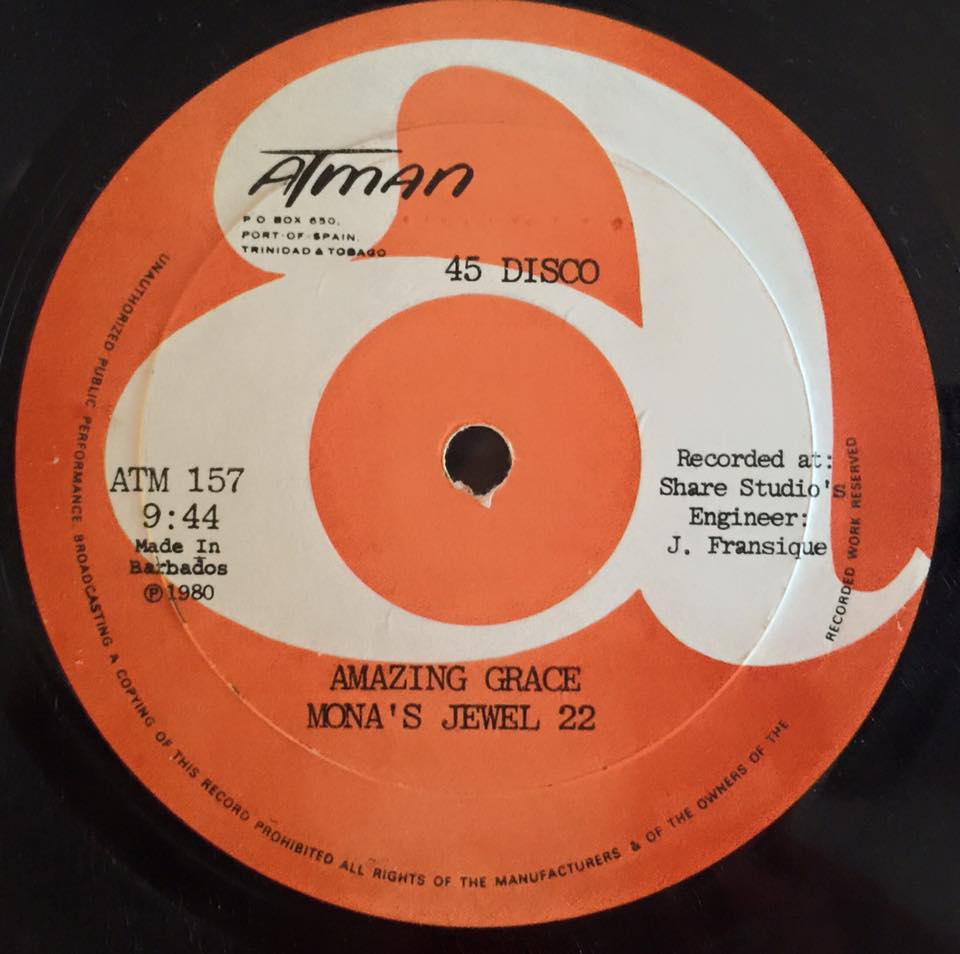 ATMAN
P O BOX 650,
PORT-OF-SPAIN,
TRINIDAD & TOBAGO
45 DISCO
ATM 157
9:44
Made In
Barbados
℗ 1980
Recorded at:
Share Studio's
Engineer:
J. Fransique
AMAZING GRACE
MONA'S JEWEL 22
UNAUTHORIZED PUBLIC PERFORMANCE BROADCASTING A COPYING OF THIS RECORD PROHIBITED ALL RIGHTS OF THE MANUFACTURERS & OF THE OWNERS OF THE RECORDED WORK RESERVED